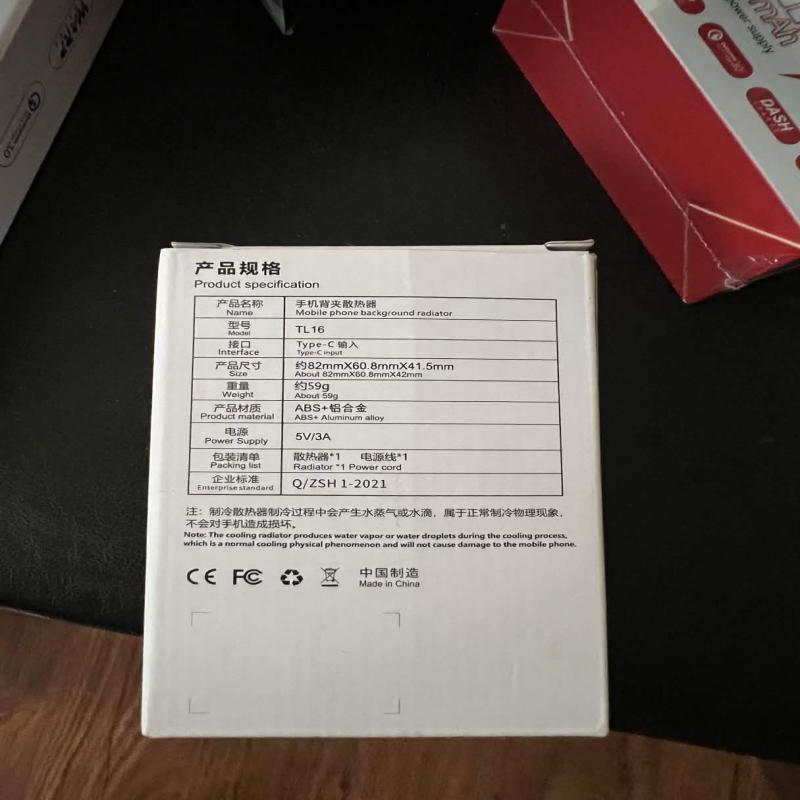 产品规格
Product specification
产品名称 手机背夹散热器
Name Mobile phone background radiator
型号 TL16
Model
接口 Type-C 输入
Interface Type-C input
产品尺寸 约82mmX60.8mmX41.5mm
Size About 82mmX60.8mmX42mm
重量 约59g
Weight About 59g
产品材质 ABS+铝合金
Product material ABS+ Aluminum alloy
电源 5V/3A
Power Supply
包装清单 散热器*1 电源线*1
Packing list Radiator *1 Power cord
企业标准 Q/ZSH 1-2021
Enterprise standard
注：制冷散热器制冷过程中会产生水蒸气或水滴，属于正常制冷物理现象，
不会对手机造成损坏。
Note: The cooling radiator produces water vapor or water droplets during the cooling process,
which is a normal cooling physical phenomenon and will not cause damage to the mobile phone.
CE FC 中国制造
Made in China
mAh
power supply
DASH
3.0